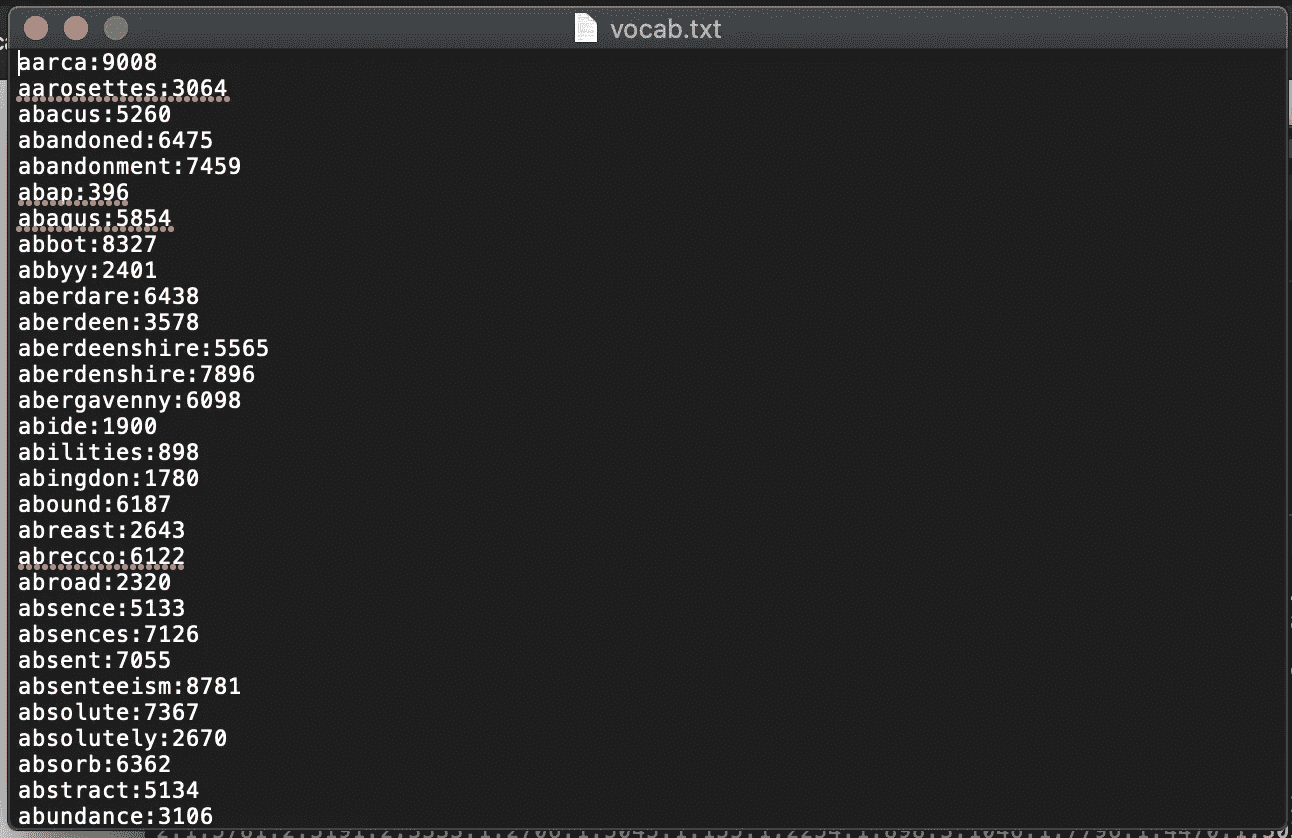 vocab.txt
aarca:9008
aarosettes:3064
abacus:5260
abandoned:6475
abandonment:7459
abap:396
abaqus:5854
abbot:8327
abbyy:2401
aberdare:6438
aberdeen:3578
aberdeenshire:5565
aberdenshire:7896
abergavenny:6098
abide:1900
abilities:898
abingdon:1780
abound:6187
abreast:2643
abrecco:6122
abroad:2320
absence:5133
absences:7126
absent:7055
absenteeism:8781
absolute:7367
absolutely:2670
absorb:6362
abstract:5134
abundance:3106